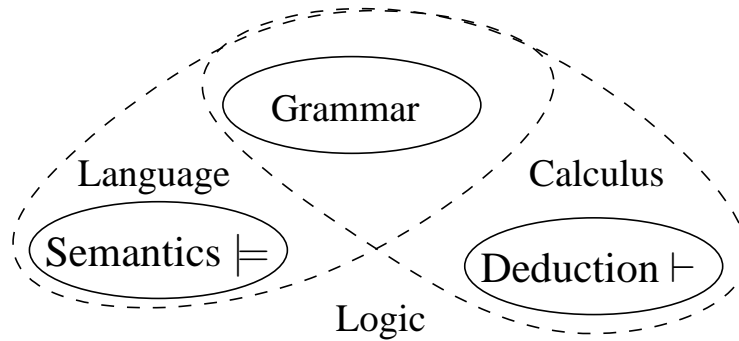 Grammar
Language
Calculus
Semantics ⊨
Deduction ⊢
Logic